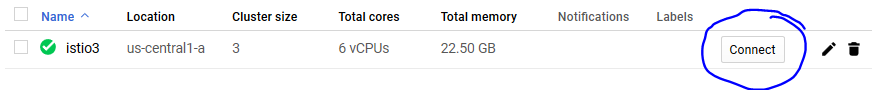 Name Location Cluster size Total cores Total memory Notifications Labels
istio3 us-central1-a 3 6 vCPUs 22.50 GB Connect